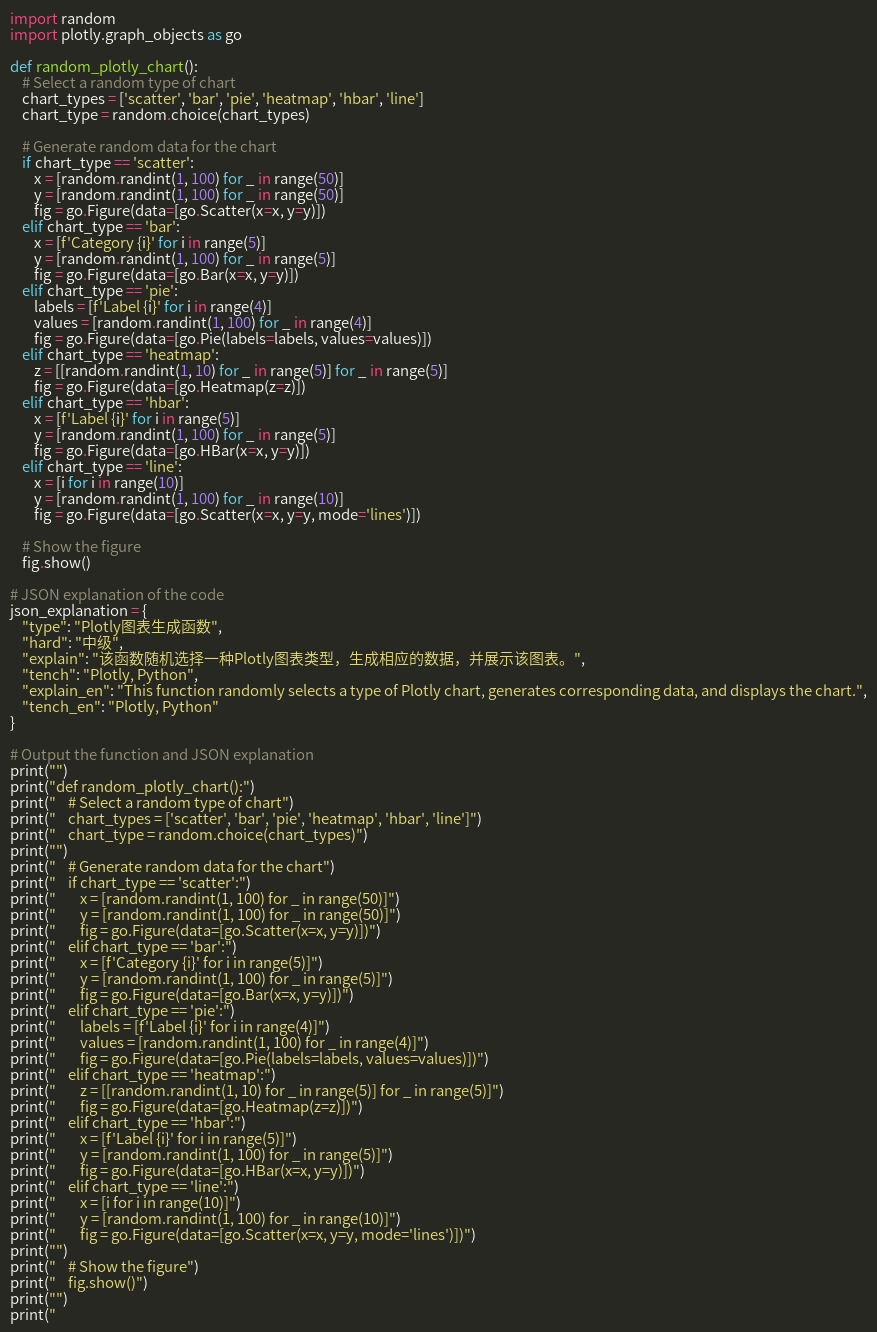 import random
import plotly.graph_objects as go

def random_plotly_chart():
    # Select a random type of chart
    chart_types = ['scatter', 'bar', 'pie', 'heatmap', 'hbar', 'line']
    chart_type = random.choice(chart_types)

    # Generate random data for the chart
    if chart_type == 'scatter':
        x = [random.randint(1, 100) for _ in range(50)]
        y = [random.randint(1, 100) for _ in range(50)]
        fig = go.Figure(data=[go.Scatter(x=x, y=y)])
    elif chart_type == 'bar':
        x = [f'Category {i}' for i in range(5)]
        y = [random.randint(1, 100) for _ in range(5)]
        fig = go.Figure(data=[go.Bar(x=x, y=y)])
    elif chart_type == 'pie':
        labels = [f'Label {i}' for i in range(4)]
        values = [random.randint(1, 100) for _ in range(4)]
        fig = go.Figure(data=[go.Pie(labels=labels, values=values)])
    elif chart_type == 'heatmap':
        z = [[random.randint(1, 10) for _ in range(5)] for _ in range(5)]
        fig = go.Figure(data=[go.Heatmap(z=z)])
    elif chart_type == 'hbar':
        x = [f'Label {i}' for i in range(5)]
        y = [random.randint(1, 100) for _ in range(5)]
        fig = go.Figure(data=[go.HBar(x=x, y=y)])
    elif chart_type == 'line':
        x = [i for i in range(10)]
        y = [random.randint(1, 100) for _ in range(10)]
        fig = go.Figure(data=[go.Scatter(x=x, y=y, mode='lines')])

    # Show the figure
    fig.show()

# JSON explanation of the code
json_explanation = {
    "type": "Plotly图表生成函数",
    "hard": "中级",
    "explain": "该函数随机选择一种Plotly图表类型，生成相应的数据，并展示该图表。",
    "tench": "Plotly, Python",
    "explain_en": "This function randomly selects a type of Plotly chart, generates corresponding data, and displays the chart.",
    "tench_en": "Plotly, Python"
}

# Output the function and JSON explanation
print("")
print("def random_plotly_chart():")
print("    # Select a random type of chart")
print("    chart_types = ['scatter', 'bar', 'pie', 'heatmap', 'hbar', 'line']")
print("    chart_type = random.choice(chart_types)")
print("")
print("    # Generate random data for the chart")
print("    if chart_type == 'scatter':")
print("        x = [random.randint(1, 100) for _ in range(50)]")
print("        y = [random.randint(1, 100) for _ in range(50)]")
print("        fig = go.Figure(data=[go.Scatter(x=x, y=y)])")
print("    elif chart_type == 'bar':")
print("        x = [f'Category {i}' for i in range(5)]")
print("        y = [random.randint(1, 100) for _ in range(5)]")
print("        fig = go.Figure(data=[go.Bar(x=x, y=y)])")
print("    elif chart_type == 'pie':")
print("        labels = [f'Label {i}' for i in range(4)]")
print("        values = [random.randint(1, 100) for _ in range(4)]")
print("        fig = go.Figure(data=[go.Pie(labels=labels, values=values)])")
print("    elif chart_type == 'heatmap':")
print("        z = [[random.randint(1, 10) for _ in range(5)] for _ in range(5)]")
print("        fig = go.Figure(data=[go.Heatmap(z=z)])")
print("    elif chart_type == 'hbar':")
print("        x = [f'Label {i}' for i in range(5)]")
print("        y = [random.randint(1, 100) for _ in range(5)]")
print("        fig = go.Figure(data=[go.HBar(x=x, y=y)])")
print("    elif chart_type == 'line':")
print("        x = [i for i in range(10)]")
print("        y = [random.randint(1, 100) for _ in range(10)]")
print("        fig = go.Figure(data=[go.Scatter(x=x, y=y, mode='lines')])")
print("")
print("    # Show the figure")
print("    fig.show()")
print("")
print("